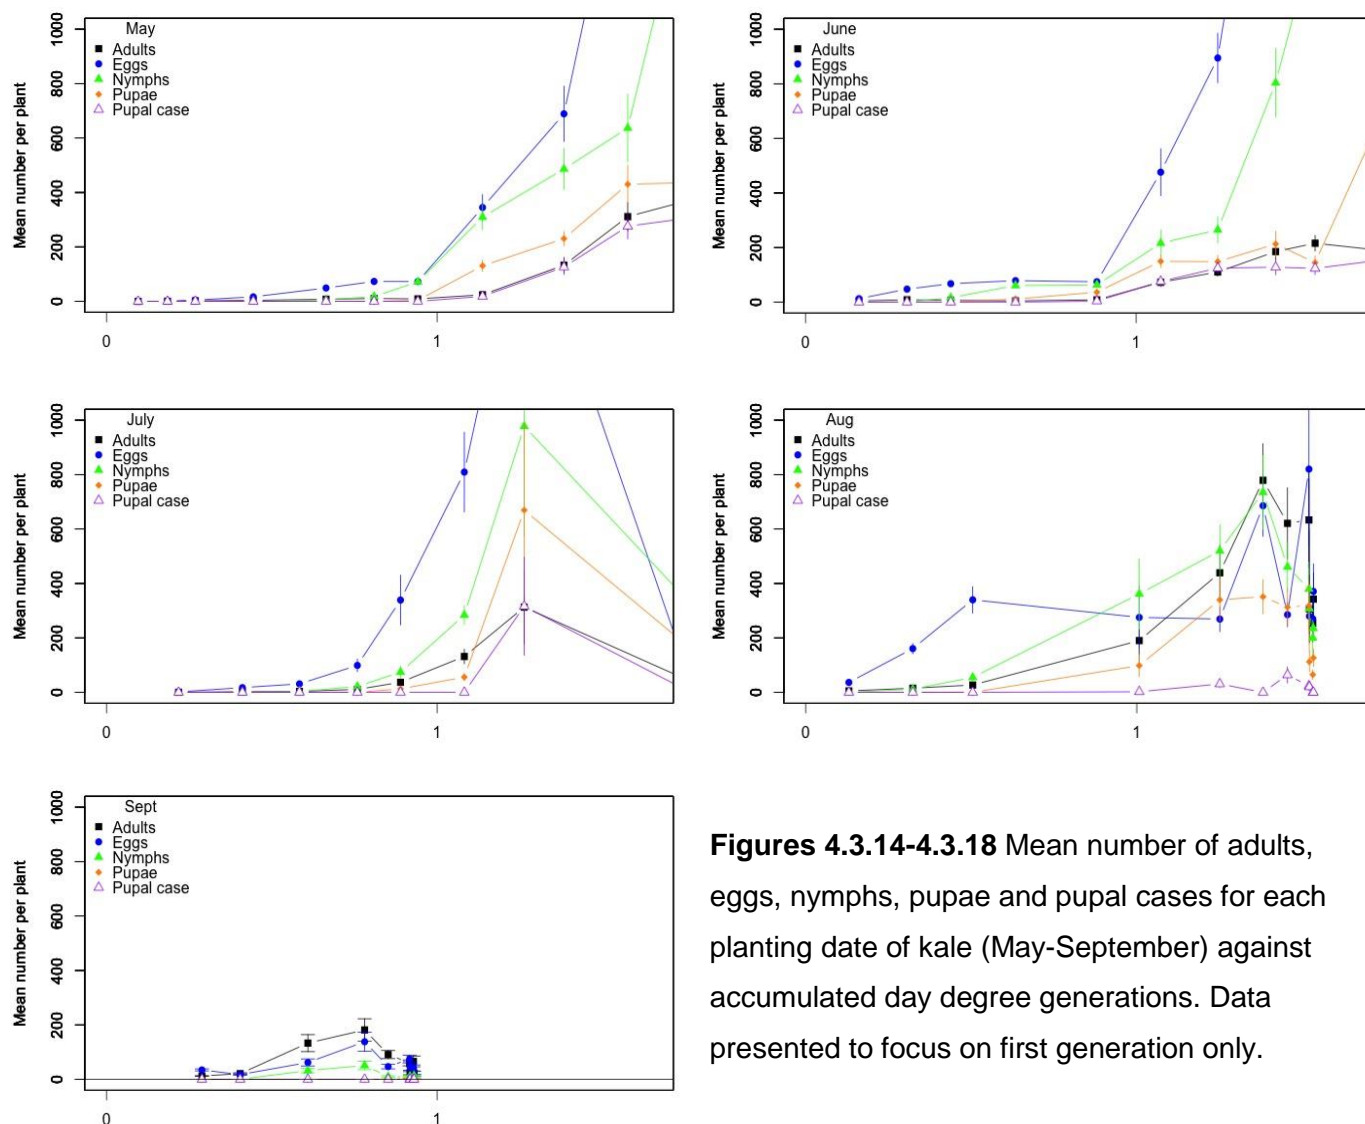 May
Adults
Eggs
Nymphs
Pupae
Pupal case
Mean number per plant
1000
800
600
400
200
0
0 1
June
Adults
Eggs
Nymphs
Pupae
Pupal case
Mean number per plant
1000
800
600
400
200
0
0 1
July
Adults
Eggs
Nymphs
Pupae
Pupal case
Mean number per plant
1000
800
600
400
200
0
0 1
Aug
Adults
Eggs
Nymphs
Pupae
Pupal case
Mean number per plant
1000
800
600
400
200
0
0 1
Sept
Adults
Eggs
Nymphs
Pupae
Pupal case
Mean number per plant
1000
800
600
400
200
0
0 1
Figures 4.3.14-4.3.18 Mean number of adults,
eggs, nymphs, pupae and pupal cases for each
planting date of kale (May-September) against
accumulated day degree generations. Data
presented to focus on first generation only.